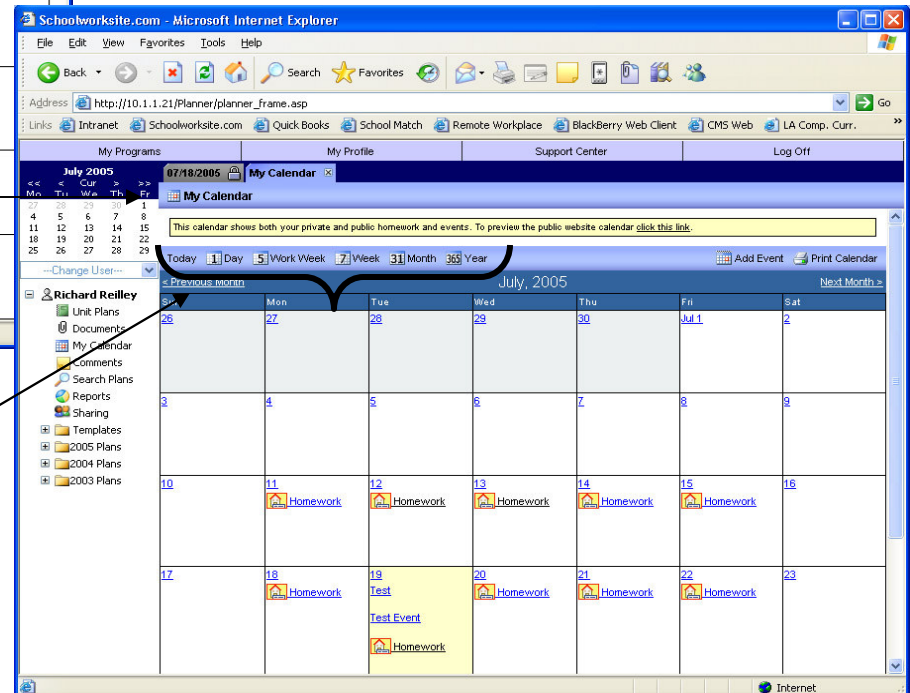 Schoolworksite.com - Microsoft Internet Explorer
File Edit View Favorites Tools Help
Back Search Favorites
Address http://10.1.1.21/Planner/planner_frame.asp Go
Links Intranet Schoolworksite.com Quick Books School Match Remote Workplace BlackBerry Web Client CMS Web LA Comp. Curr. »
My Programs My Profile Support Center Log Off
July 2005
<< < Cur > >>
Mo Tu We Th Fr
27 28 29 30 1
4 5 6 7 8
11 12 13 14 15
18 19 20 21 22
25 26 27 28 29
---Change User---
Richard Reilley
Unit Plans
Documents
My Calendar
Comments
Search Plans
Reports
Sharing
Templates
2005 Plans
2004 Plans
2003 Plans
07/18/2005 My Calendar
My Calendar
This calendar shows both your private and public homework and events. To preview the public website calendar click this link.
Today 1 Day 5 Work Week 7 Week 31 Month 365 Year Add Event Print Calendar
< Previous Month July, 2005 Next Month >
Mon Tue Wed Thu Fri Sat
26 27 28 29 30 Jul 1 2
3 4 5 6 7 8 9
10 11 12 13 14 15 16
Homework Homework Homework Homework Homework
17 18 19 20 21 22 23
Homework Test Homework Homework Homework
Test Event
Homework
Internet